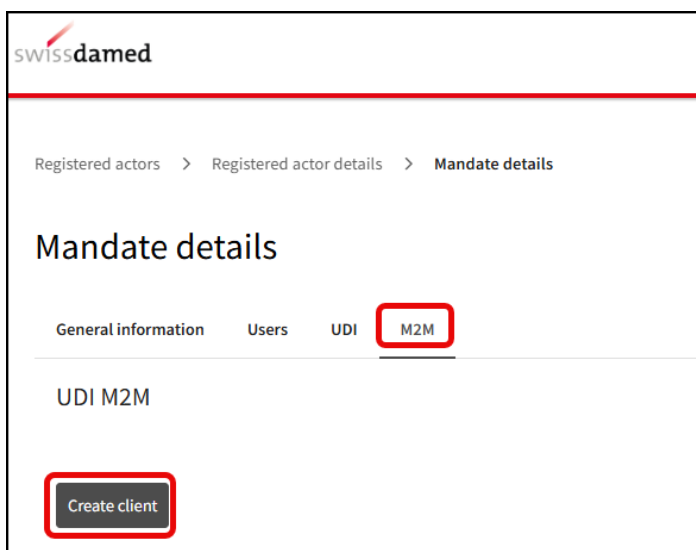 swissdamed
Registered actors > Registered actor details > Mandate details
Mandate details
General information Users UDI M2M
UDI M2M
Create client